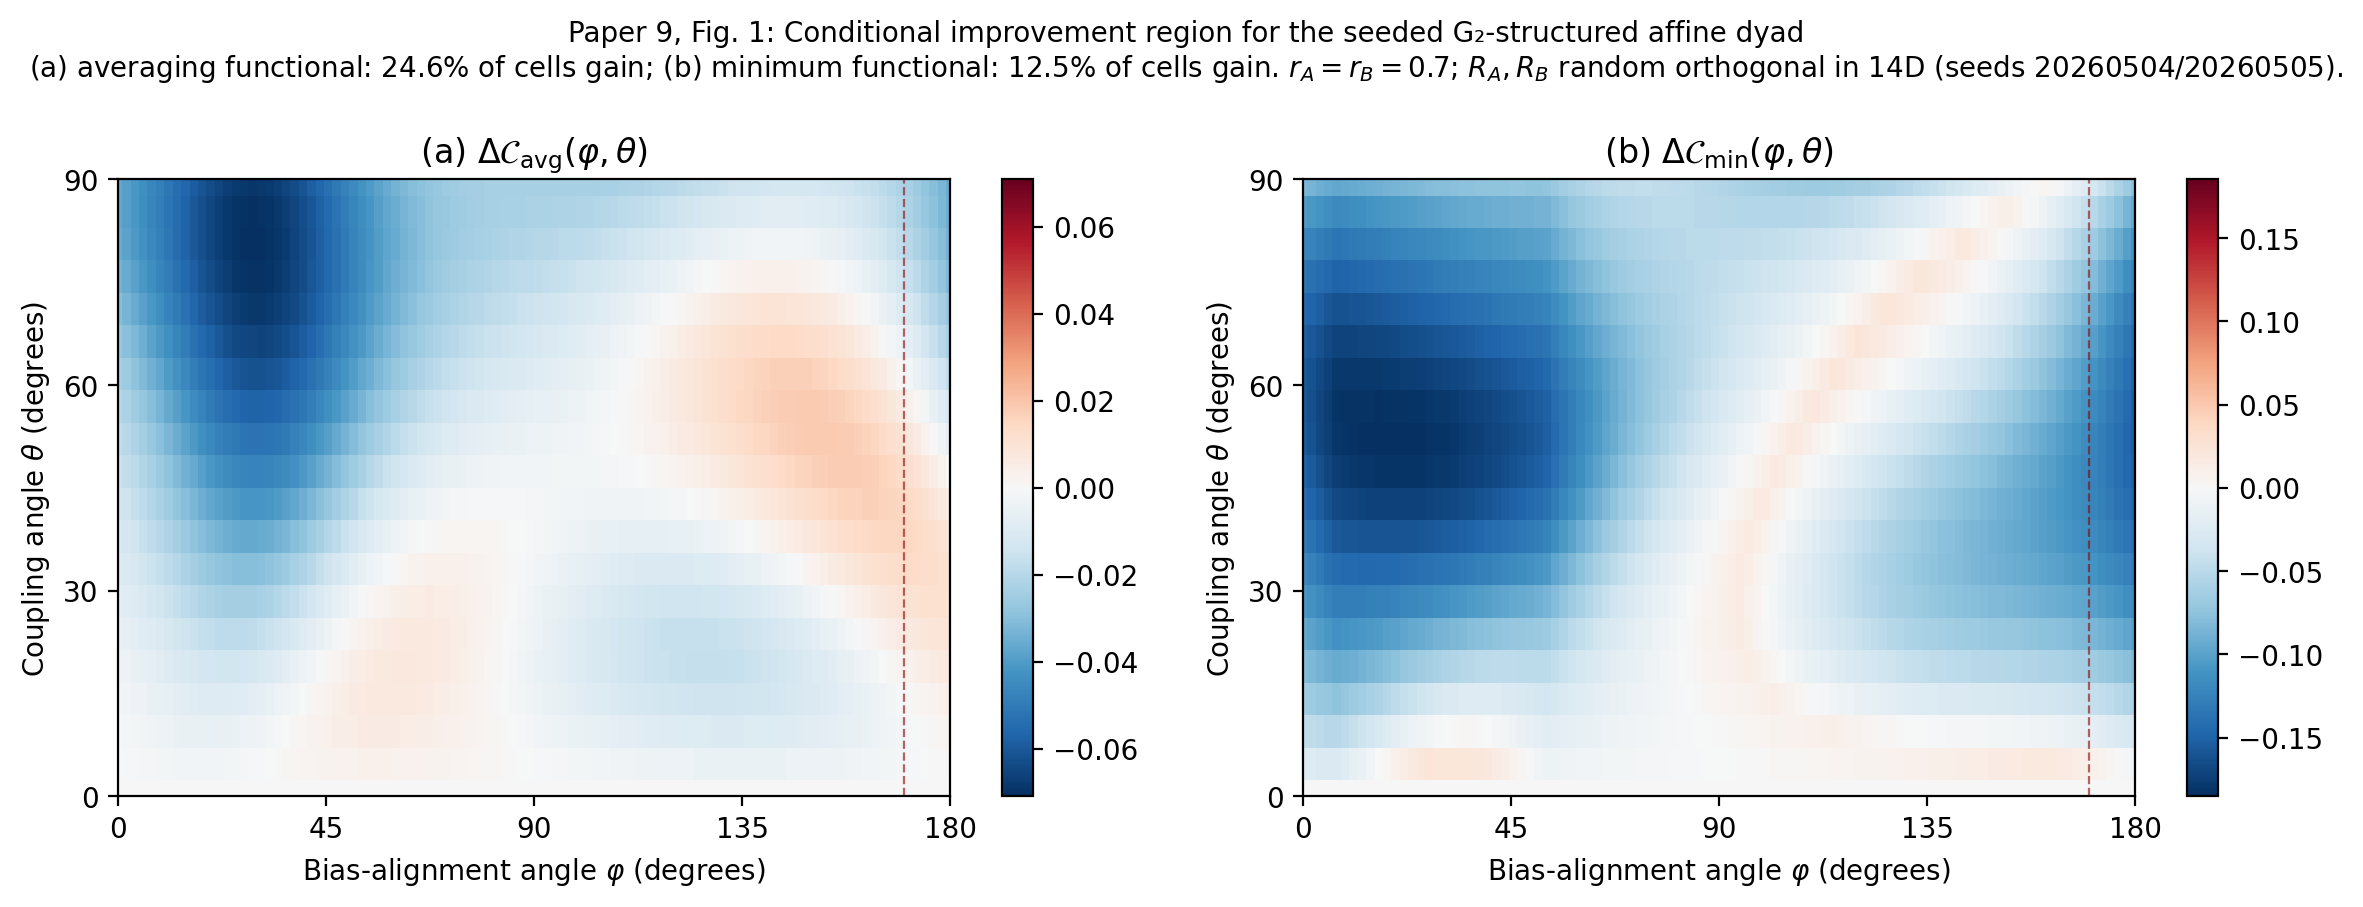 Paper 9, Fig. 1: Conditional improvement region for the seeded G₂-structured affine dyad
(a) averaging functional: 24.6% of cells gain; (b) minimum functional: 12.5% of cells gain. r_A = r_B = 0.7; R_A, R_B random orthogonal in 14D (seeds 20260504/20260505).
(a) Δ𝒞_avg(φ, θ)
90
60
30
0
Coupling angle θ (degrees)
0 45 90 135 180
Bias-alignment angle φ (degrees)
0.06
0.04
0.02
0.00
−0.02
−0.04
−0.06
(b) Δ𝒞_min(φ, θ)
90
60
30
0
Coupling angle θ (degrees)
0 45 90 135 180
Bias-alignment angle φ (degrees)
0.15
0.10
0.05
0.00
−0.05
−0.10
−0.15